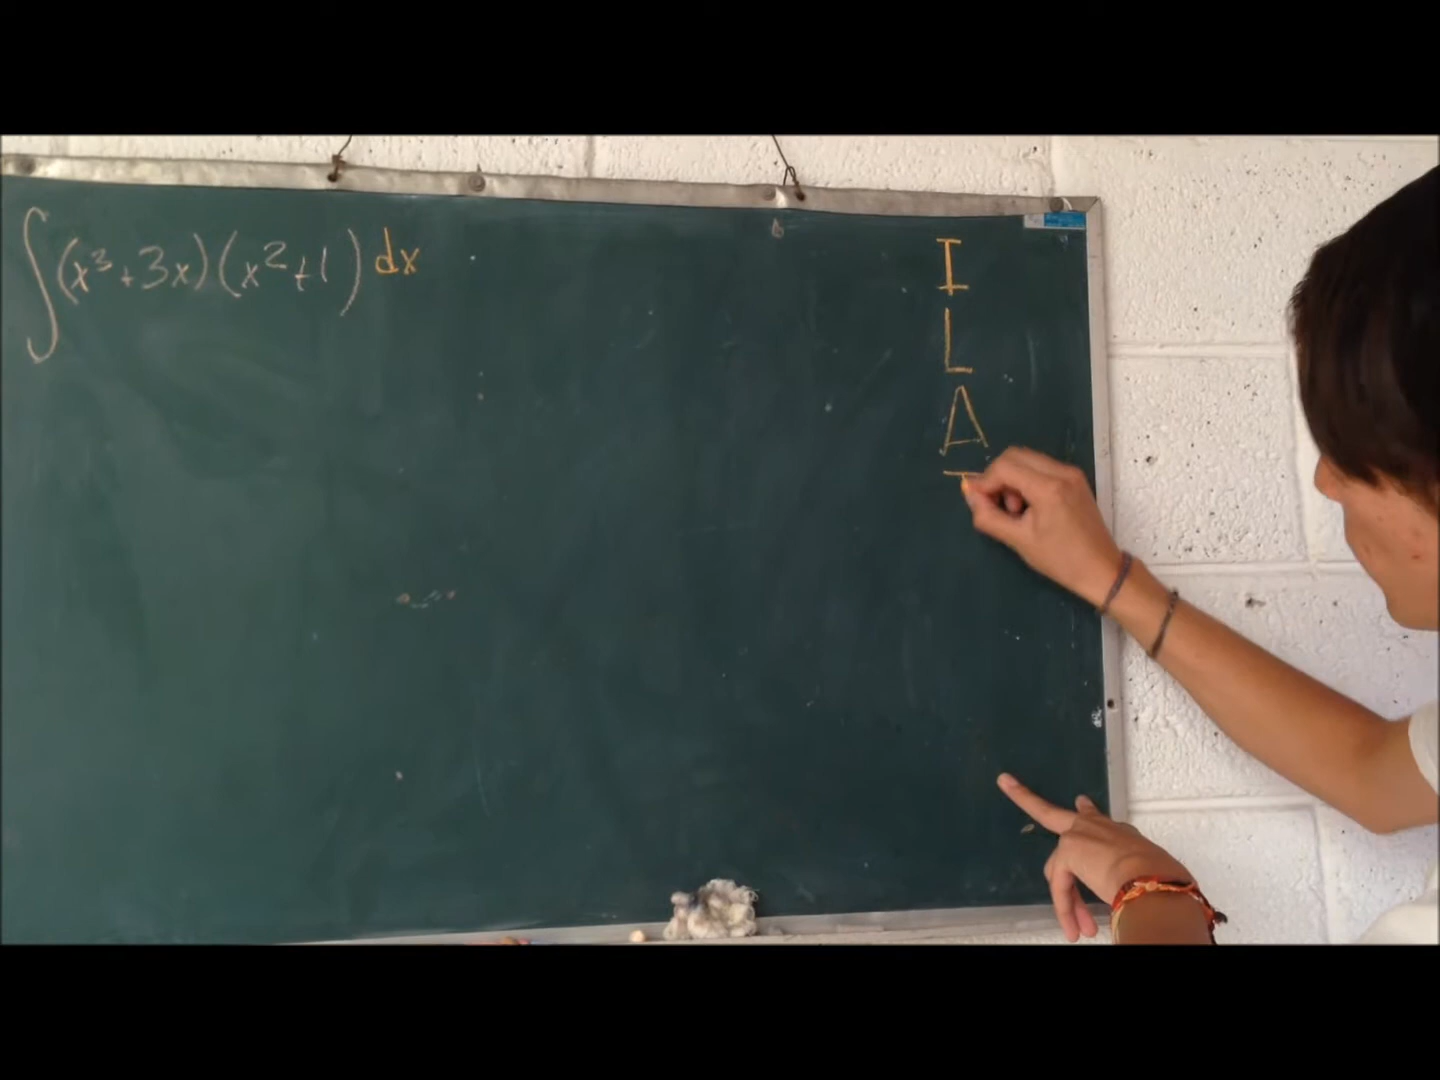 ∫(x³+3x)(x²+1)dx
I
L
A
T